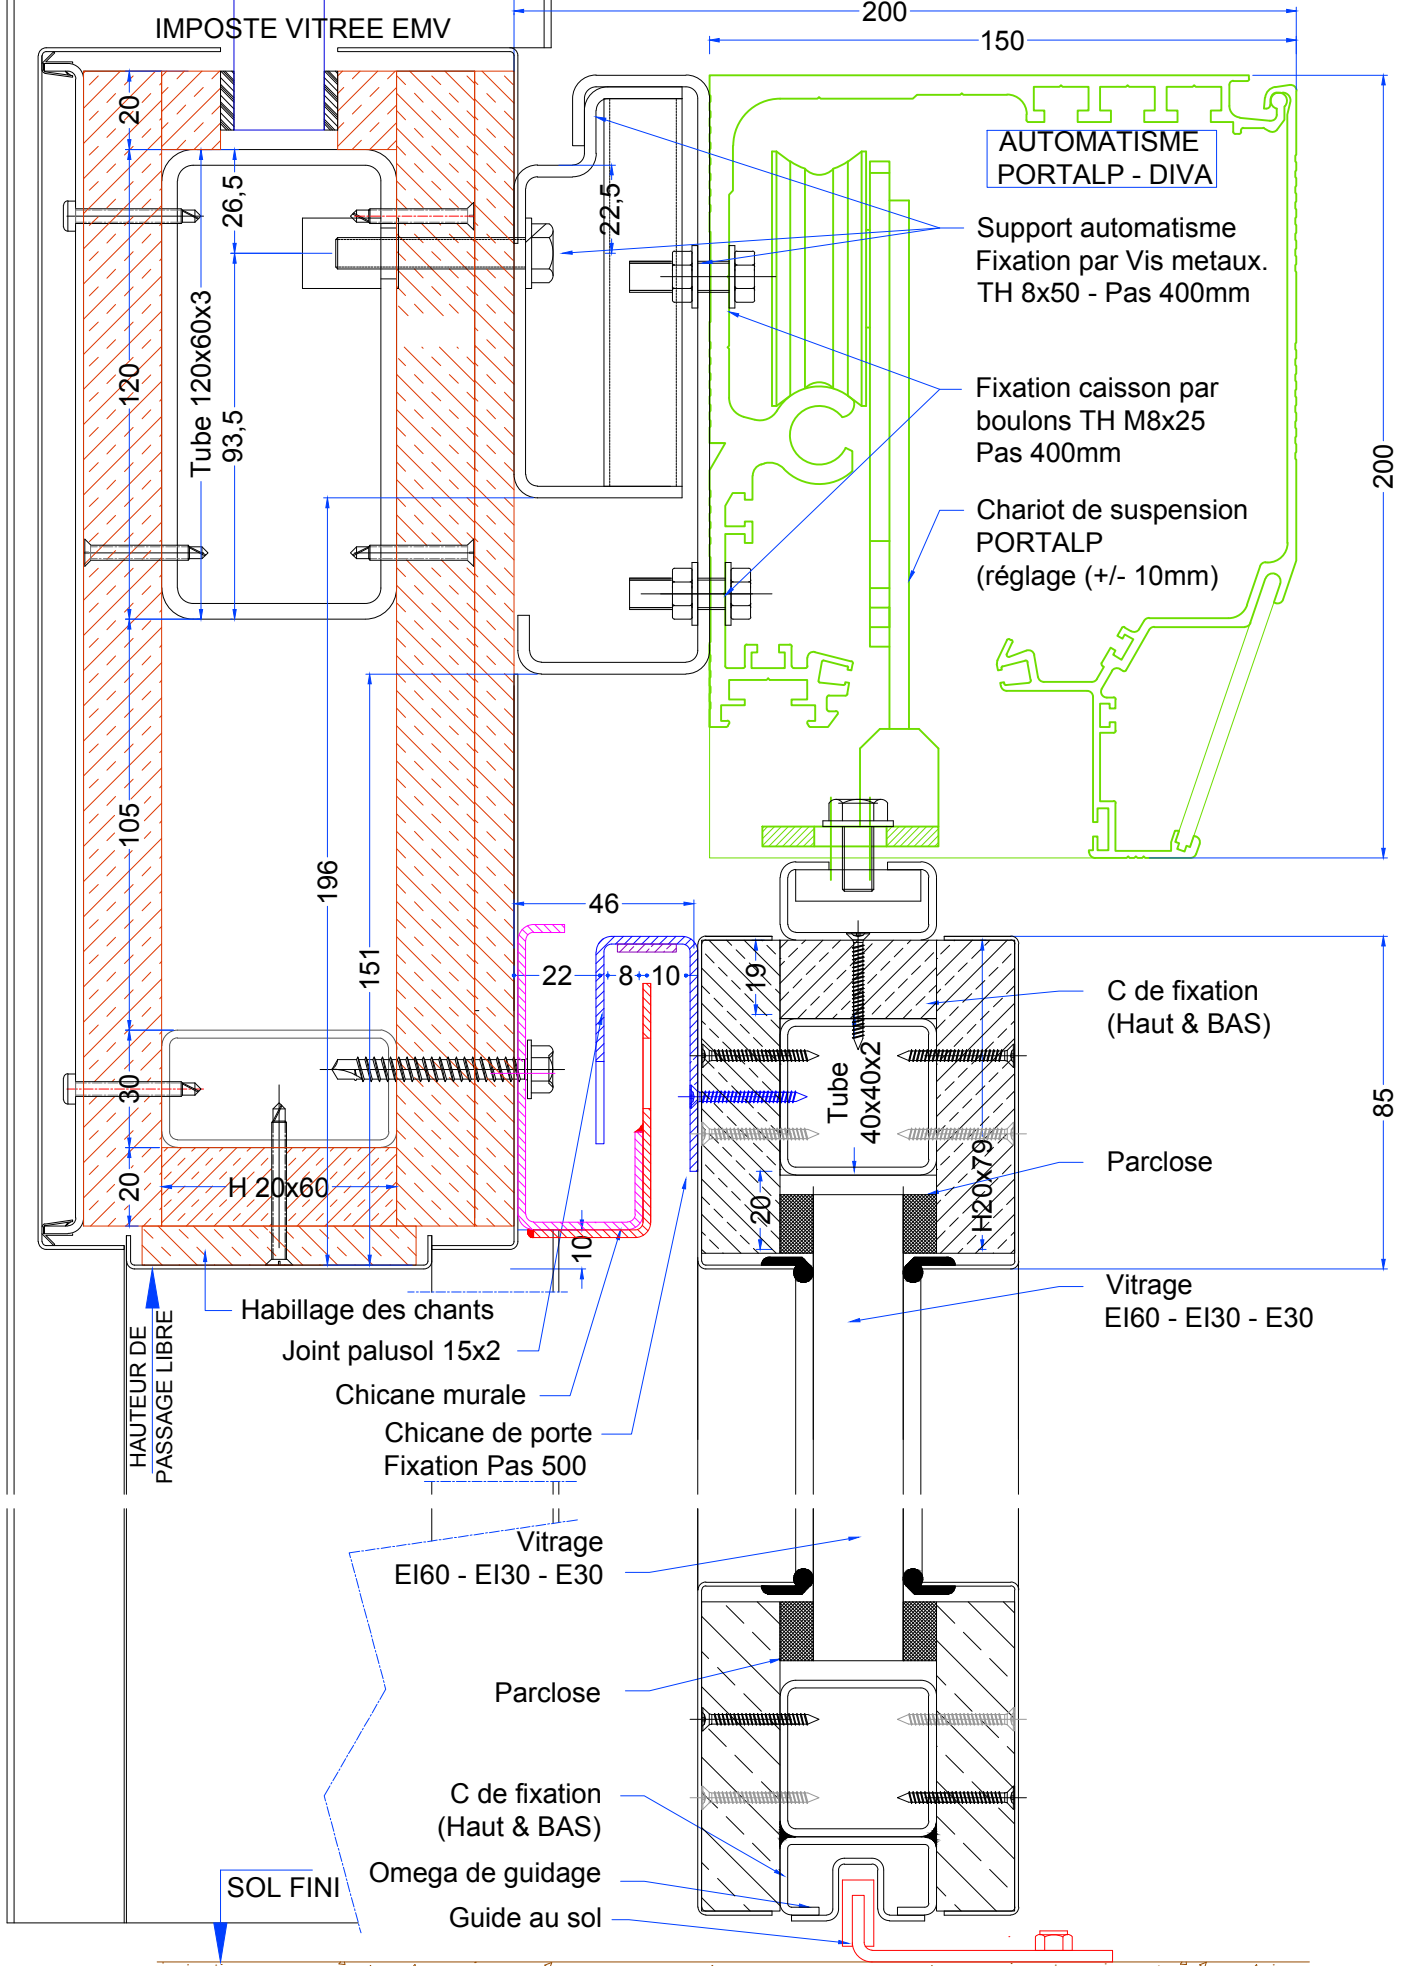 200
IMPOSTE VITREE EMV
150
20
AUTOMATISME
PORTALP - DIVA
26,5
22,5
Support automatisme
Fixation par Vis metaux.
TH 8x50 - Pas 400mm
120
Tube 120x60x3
93,5
Fixation caisson par
boulons TH M8x25
Pas 400mm
200
Chariot de suspension
PORTALP
(réglage (+/- 10mm)
105
196
151
46
22
8
10
19
C de fixation
(Haut & BAS)
30
Tube
40x40x2
85
20
H 20x60
20
H20x79
Parclose
10
Habillage des chants
Vitrage
EI60 - EI30 - E30
HAUTEUR DE
PASSAGE LIBRE
Joint palusol 15x2
Chicane murale
Chicane de porte
Fixation Pas 500
Vitrage
EI60 - EI30 - E30
Parclose
C de fixation
(Haut & BAS)
Omega de guidage
SOL FINI
Guide au sol